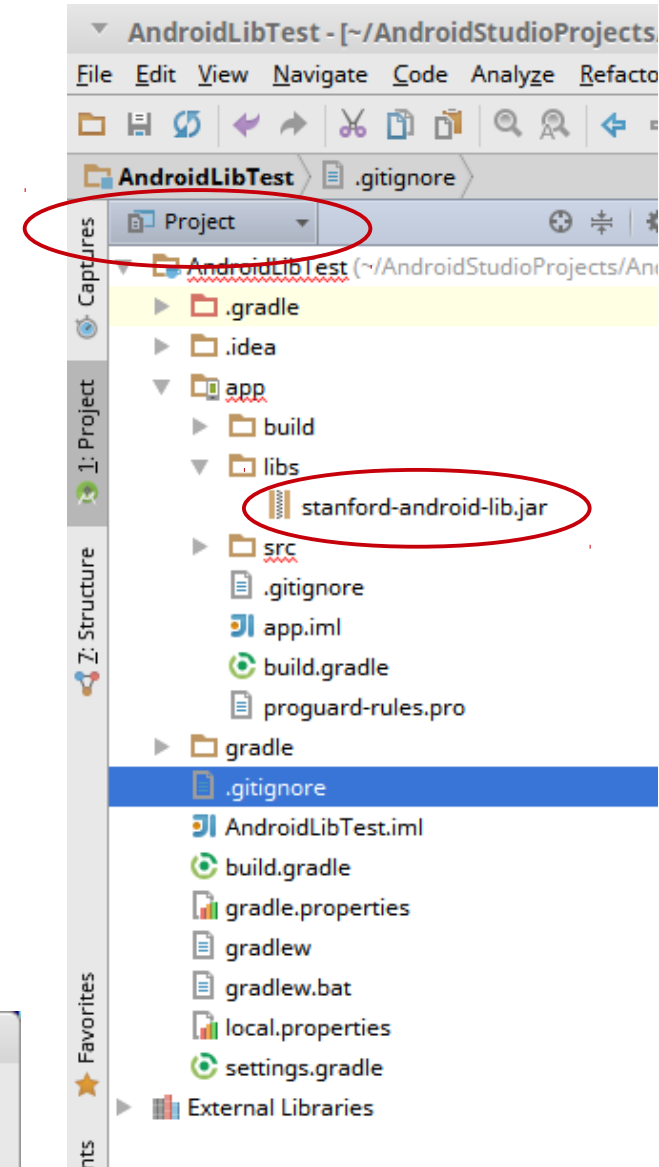 AndroidLibTest - [~/AndroidStudioProjects
File Edit View Navigate Code Analyze Refacto
AndroidLibTest .gitignore
Project
AndroidLibTest (~/AndroidStudioProjects/An
.gradle
.idea
app
build
libs
stanford-android-lib.jar
src
.gitignore
app.iml
build.gradle
proguard-rules.pro
gradle
.gitignore
AndroidLibTest.iml
build.gradle
gradle.properties
gradlew
gradlew.bat
local.properties
settings.gradle
External Libraries
Captures
1: Project
Z: Structure
Favorites
nts